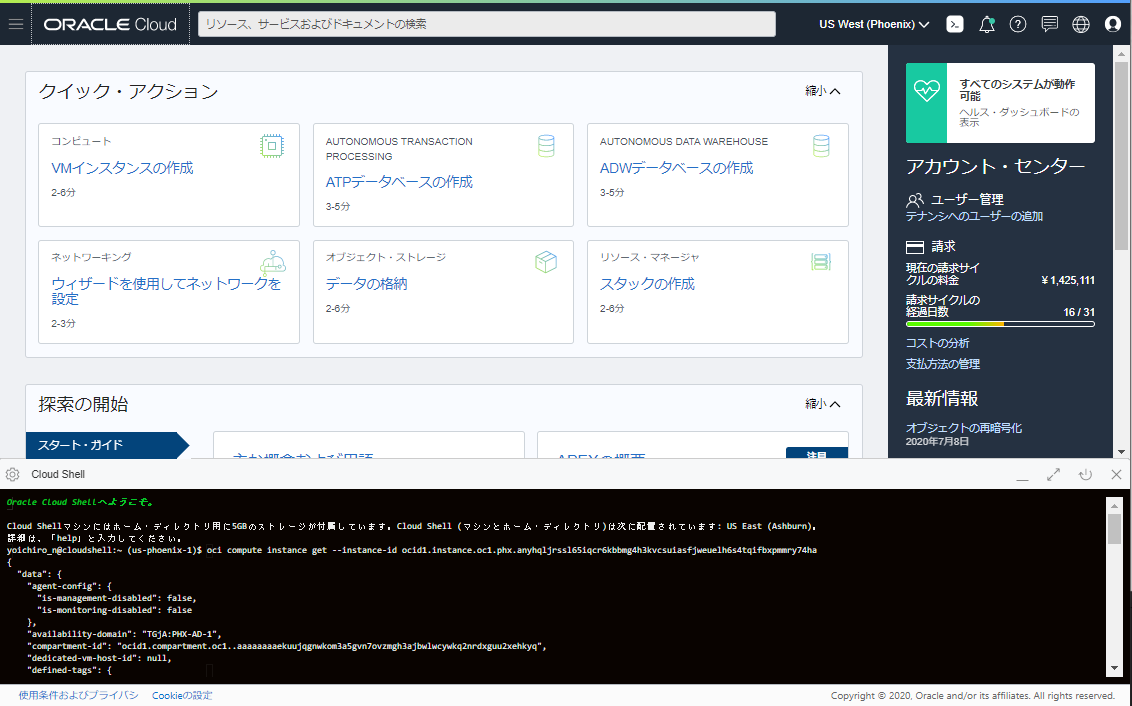 ORACLE Cloud
リソース、サービスおよびドキュメントの検索
US West (Phoenix)
クイック・アクション
縮小
コンピュート
VMインスタンスの作成
2-6分
AUTONOMOUS TRANSACTION
PROCESSING
ATPデータベースの作成
3-5分
AUTONOMOUS DATA WAREHOUSE
ADWデータベースの作成
3-5分
ネットワーキング
ウィザードを使用してネットワークを
設定
2-3分
オブジェクト・ストレージ
データの格納
2-6分
リソース・マネージャ
スタックの作成
2-6分
探索の開始
縮小
スタート・ガイド
主な概念および用語
APEXの概要
注目
すべてのシステムが動作
可能
ヘルス・ダッシュボードの
表示
アカウント・センター
ユーザー管理
テナンシへのユーザーの追加
請求
現在の請求サイ
クルの料金
¥1,425,111
請求サイクルの
経過日数
16 / 31
コストの分析
支払方法の管理
最新情報
オブジェクトの再暗号化
2020年7月8日
Cloud Shell
Oracle Cloud Shellへようこそ。
Cloud Shellマシンにはホーム・ディレクトリ用に5GBのストレージが付属しています。Cloud Shell (マシンとホーム・ディレクトリ)は次に配置されています: US East (Ashburn)。
詳細は、「help」と入力してください。
yoichiro_n@cloudshell:~ (us-phoenix-1)$ oci compute instance get --instance-id ocid1.instance.oc1.phx.anyhqljrssl65iqcr6kbbmg4h3kvcsuiasfjweuelh6s4tqifbxpmmry74ha
{
"data": {
"agent-config": {
"is-management-disabled": false,
"is-monitoring-disabled": false
},
"availability-domain": "TGjA:PHX-AD-1",
"compartment-id": "ocid1.compartment.oc1..aaaaaaaaekuujqgnwkom3a5gvn7ovzmgh3ajbwlwcywkq2nrdxguu2xehkyq",
"dedicated-vm-host-id": null,
"defined-tags": {
使用条件およびプライバシ
Cookieの設定
Copyright © 2020, Oracle and/or its affiliates. All rights reserved.